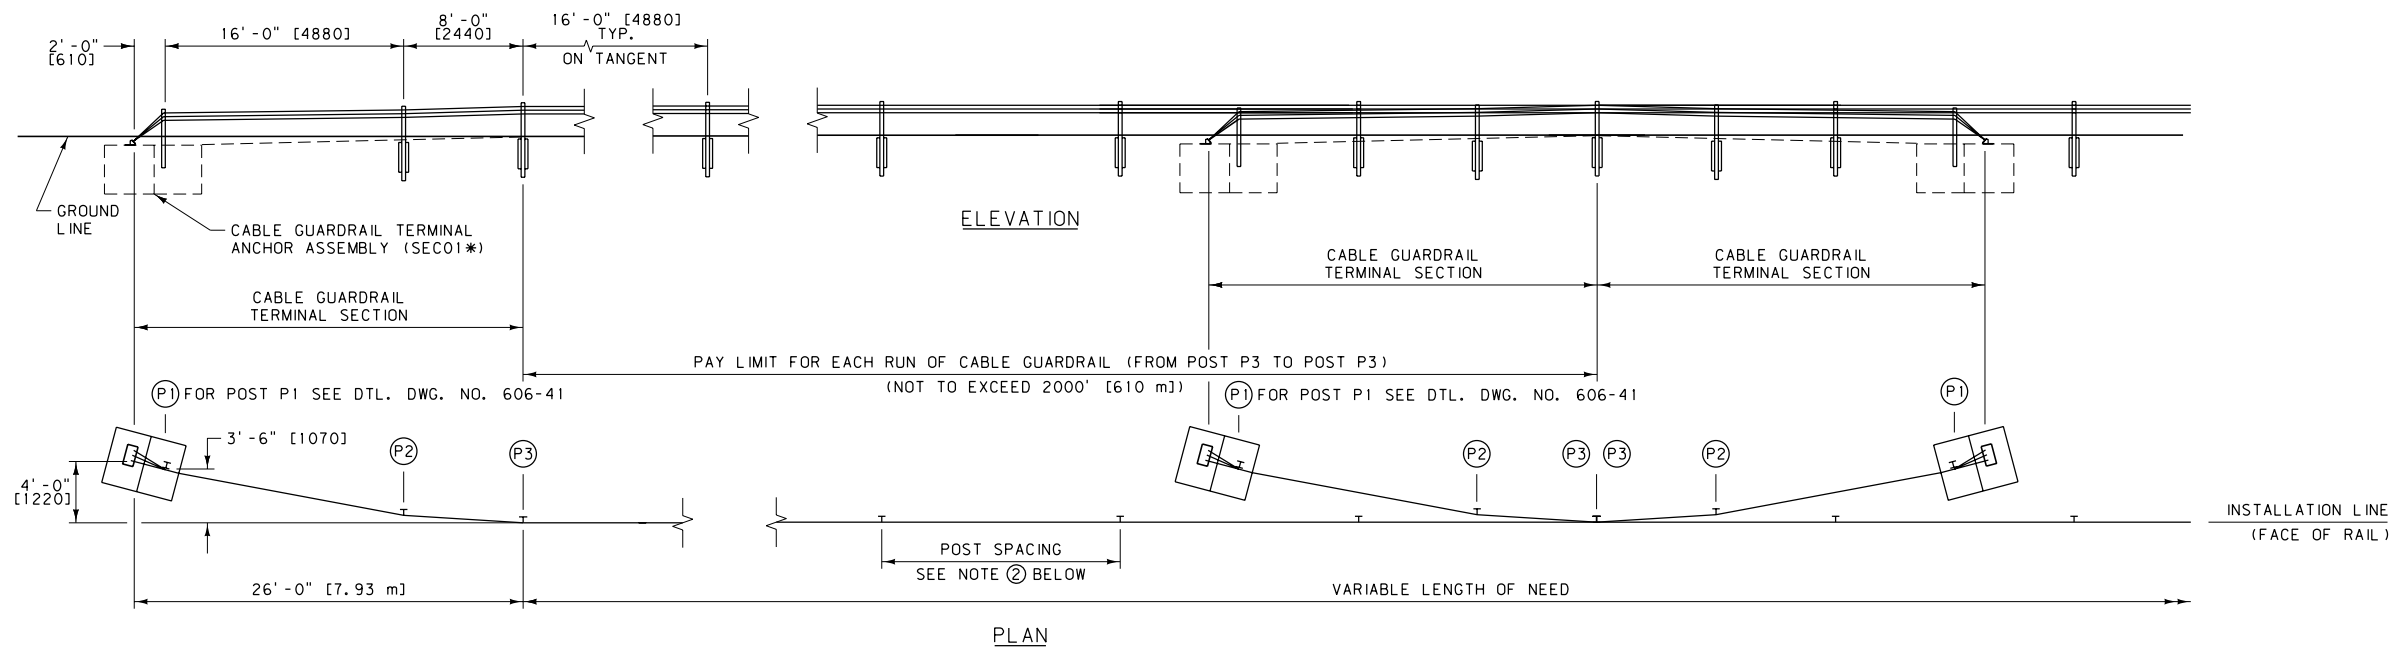 2'-0"
[610]
16'-0" [4880]
8'-0"
[2440]
16'-0" [4880]
TYP.
ON TANGENT
GROUND
LINE
CABLE GUARDRAIL TERMINAL
ANCHOR ASSEMBLY (SEC01*)
ELEVATION
CABLE GUARDRAIL
TERMINAL SECTION
CABLE GUARDRAIL
TERMINAL SECTION
CABLE GUARDRAIL
TERMINAL SECTION
PAY LIMIT FOR EACH RUN OF CABLE GUARDRAIL (FROM POST P3 TO POST P3)
(NOT TO EXCEED 2000' [610 m])
P1 FOR POST P1 SEE DTL. DWG. NO. 606-41
P1 FOR POST P1 SEE DTL. DWG. NO. 606-41
P1
3'-6" [1070]
P2
P3
P2
P3
P3
P2
4'-0"
[1220]
INSTALLATION LINE
(FACE OF RAIL)
POST SPACING
SEE NOTE 2 BELOW
26'-0" [7.93 m]
VARIABLE LENGTH OF NEED
PLAN